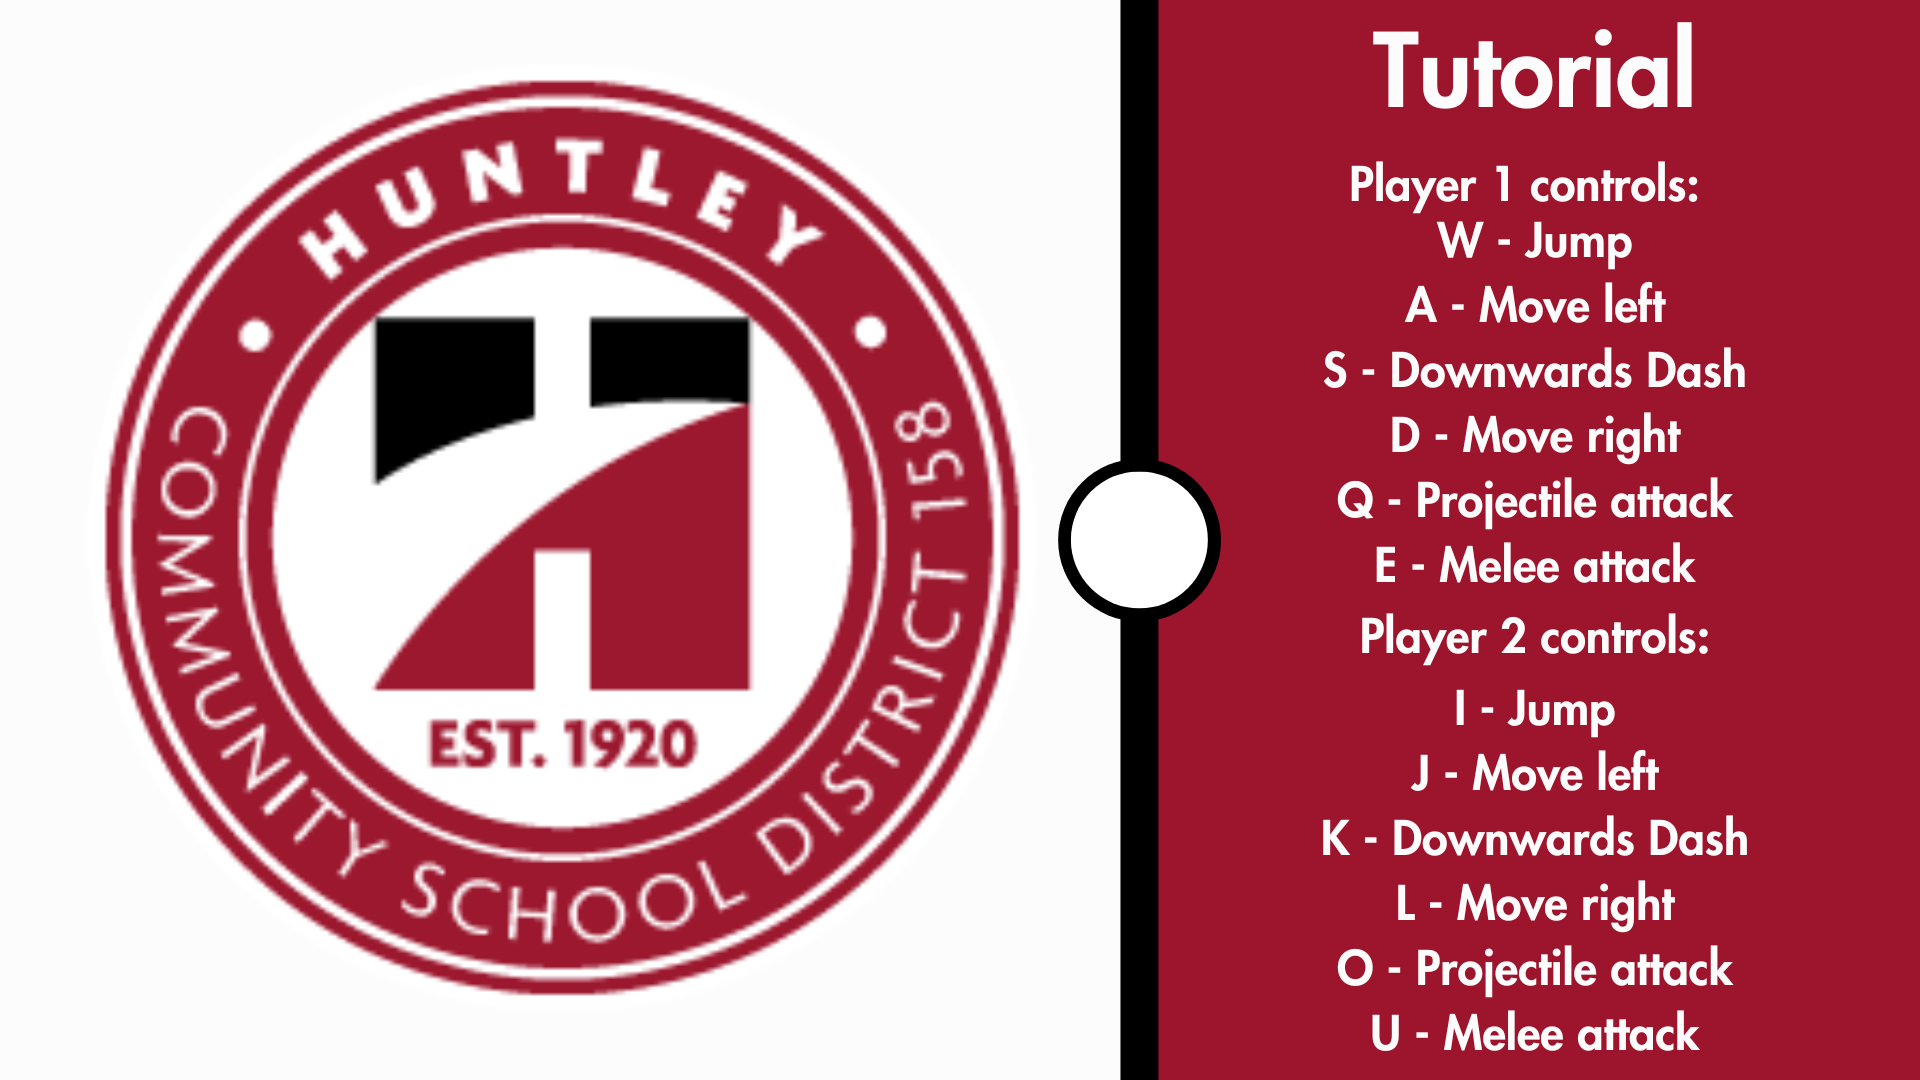 HUNTLEY
COMMUNITY SCHOOL DISTRICT 158
EST. 1920
Tutorial
Player 1 controls:
W - Jump
A - Move left
S - Downwards Dash
D - Move right
Q - Projectile attack
E - Melee attack
Player 2 controls:
I - Jump
J - Move left
K - Downwards Dash
L - Move right
O - Projectile attack
U - Melee attack